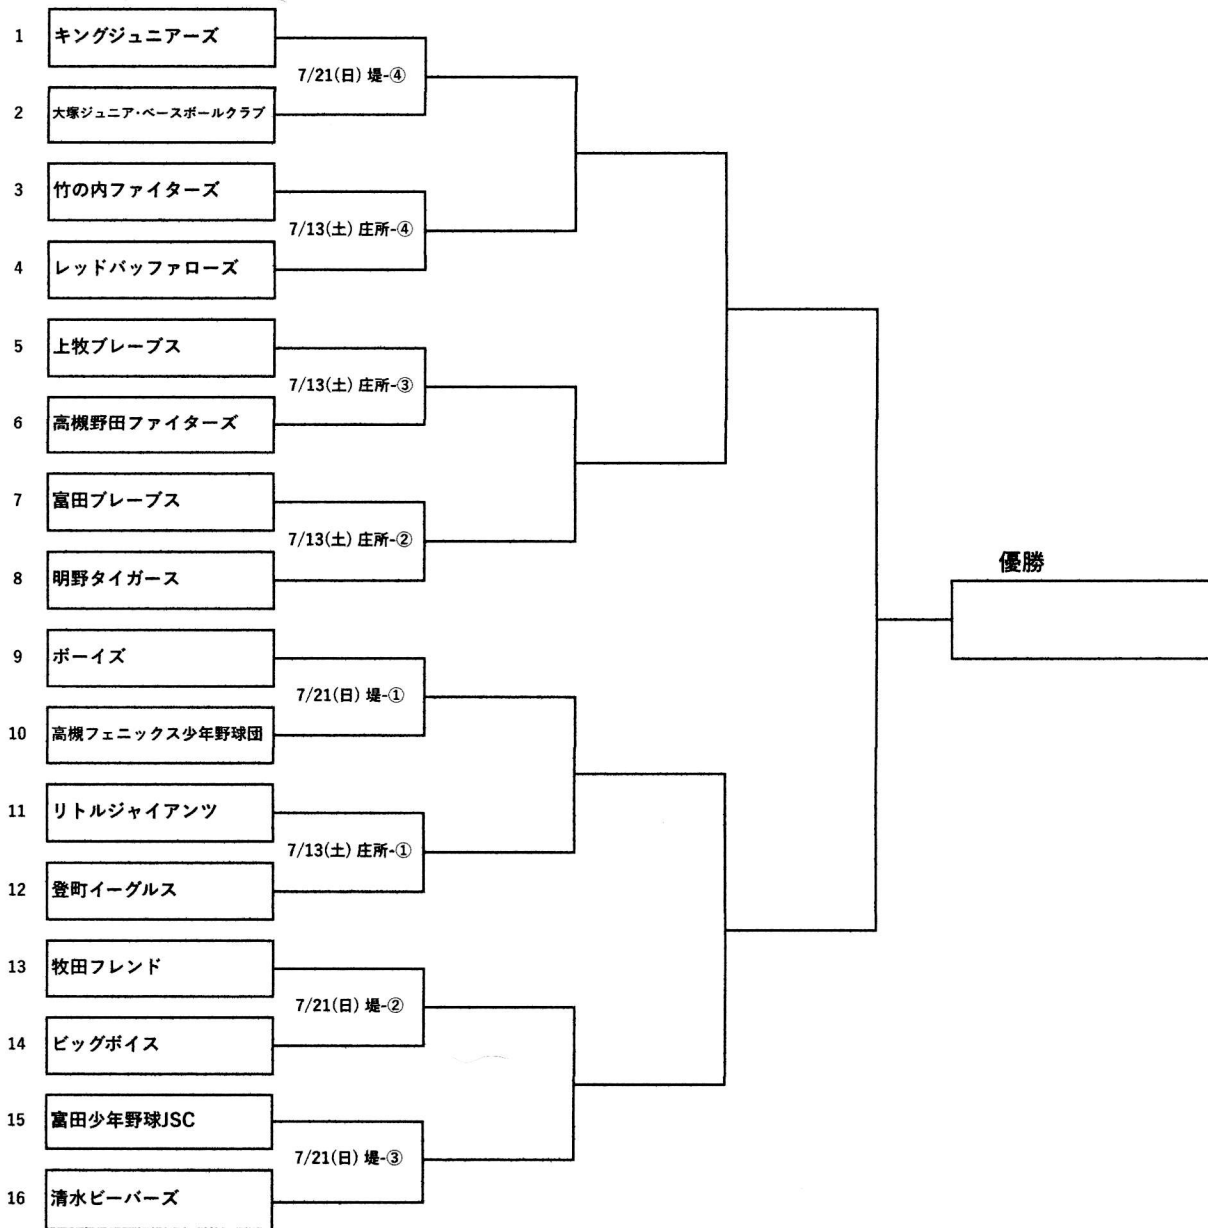 1 キングジュニアーズ
7/21(日) 堤-④
2 大塚ジュニア・ベースボールクラブ
3 竹の内ファイターズ
7/13(土) 庄所-④
4 レッドバッファローズ
5 上牧ブレーブス
7/13(土) 庄所-③
6 高槻野田ファイターズ
7 富田ブレーブス
7/13(土) 庄所-②
8 明野タイガース
優勝
9 ボーイズ
7/21(日) 堤-①
10 高槻フェニックス少年野球団
11 リトルジャイアンツ
7/13(土) 庄所-①
12 登町イーグルス
13 牧田フレンド
7/21(日) 堤-②
14 ビッグボイス
15 富田少年野球JSC
7/21(日) 堤-③
16 清水ビーバーズ